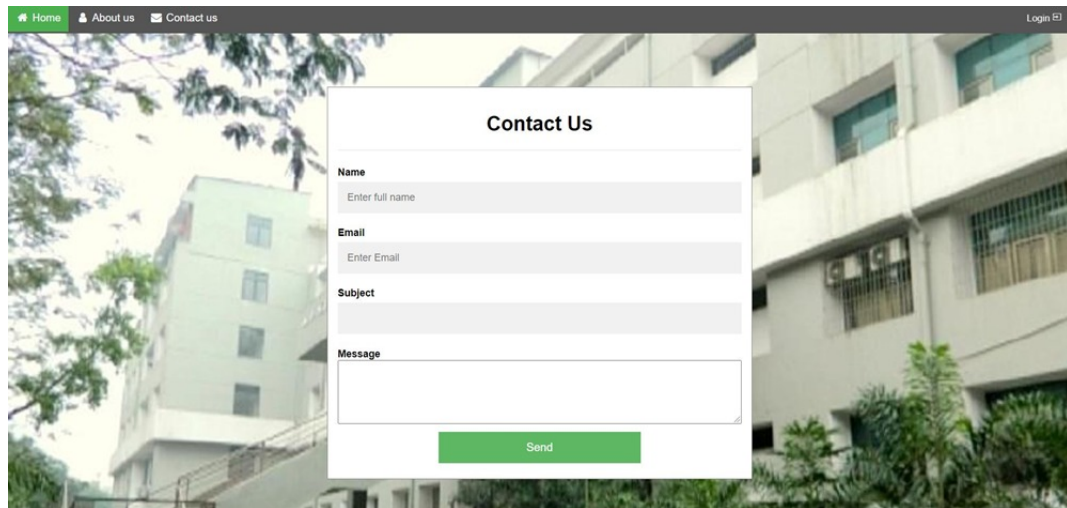 Home About us Contact us Login
Contact Us
Name
Enter full name
Email
Enter Email
Subject
Message
Send